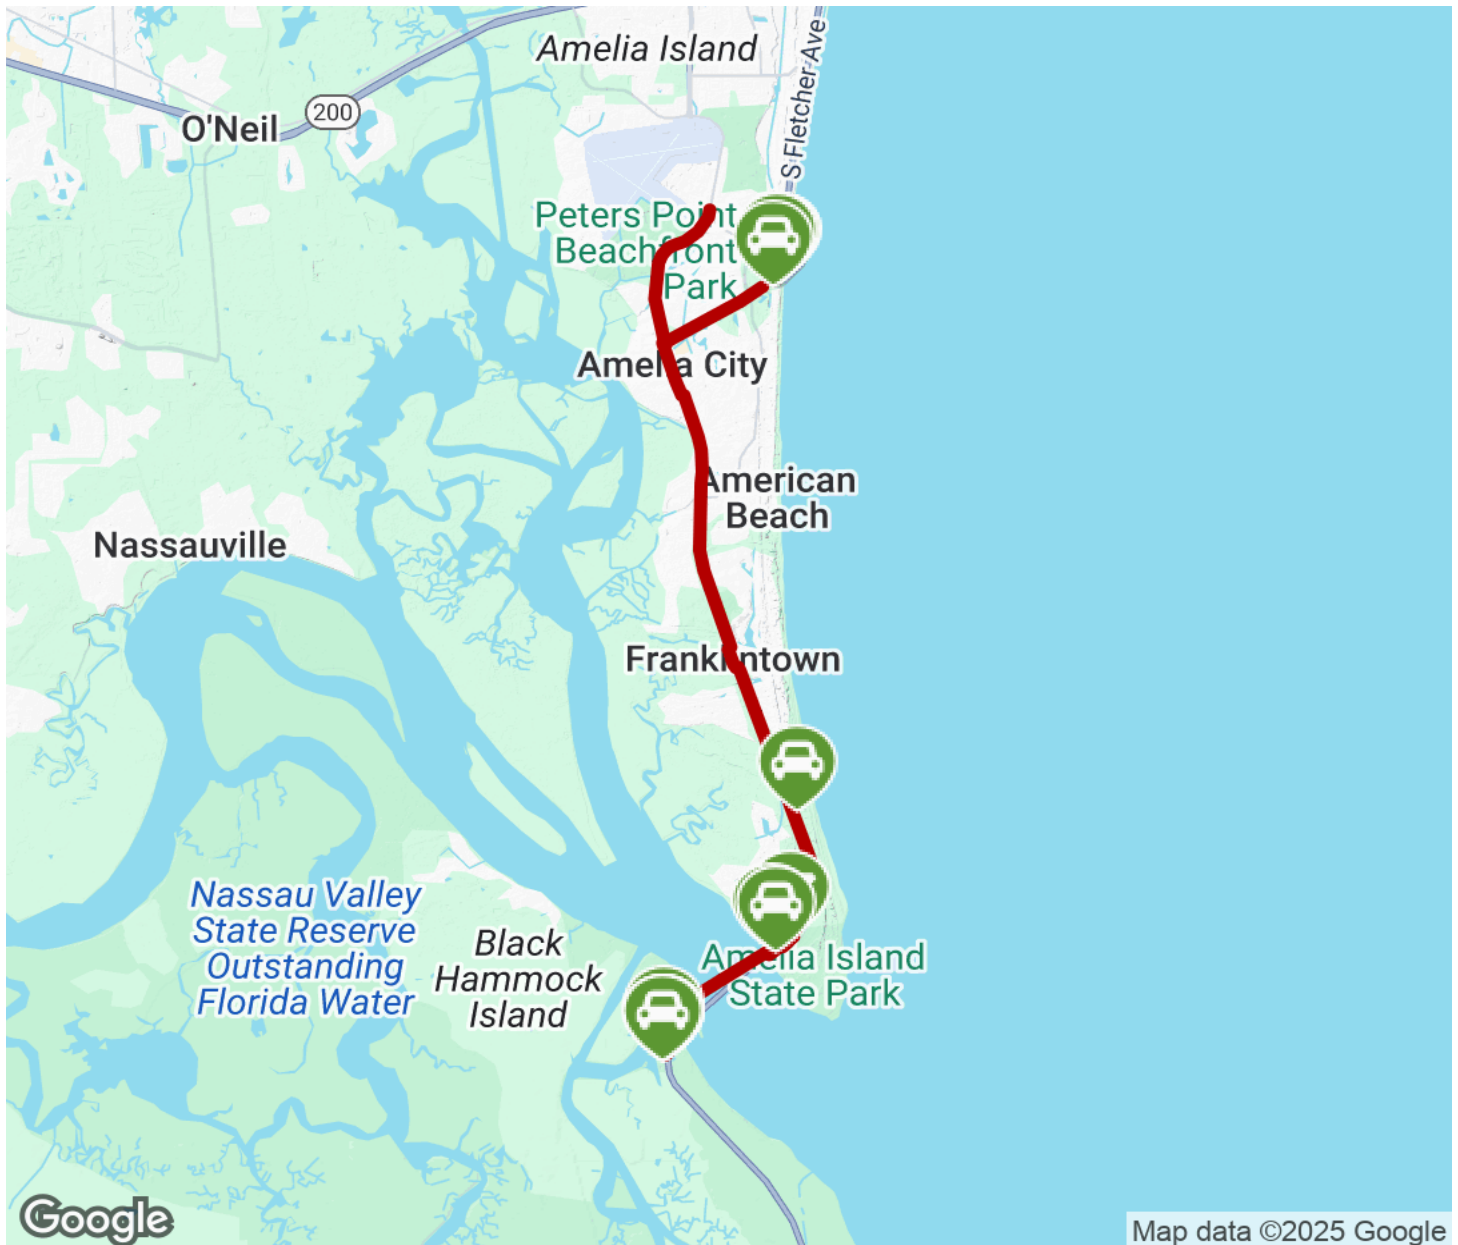 Amelia Island
S Fletcher Ave
200
O'Neil
Peters Point
Beachfront
Park
Amelia City
American
Beach
Nassauville
Franklintown
Nassau Valley
State Reserve
Outstanding
Florida Water
Black
Hammock
Island
Amelia Island
State Park
Google
Map data ©2025 Google